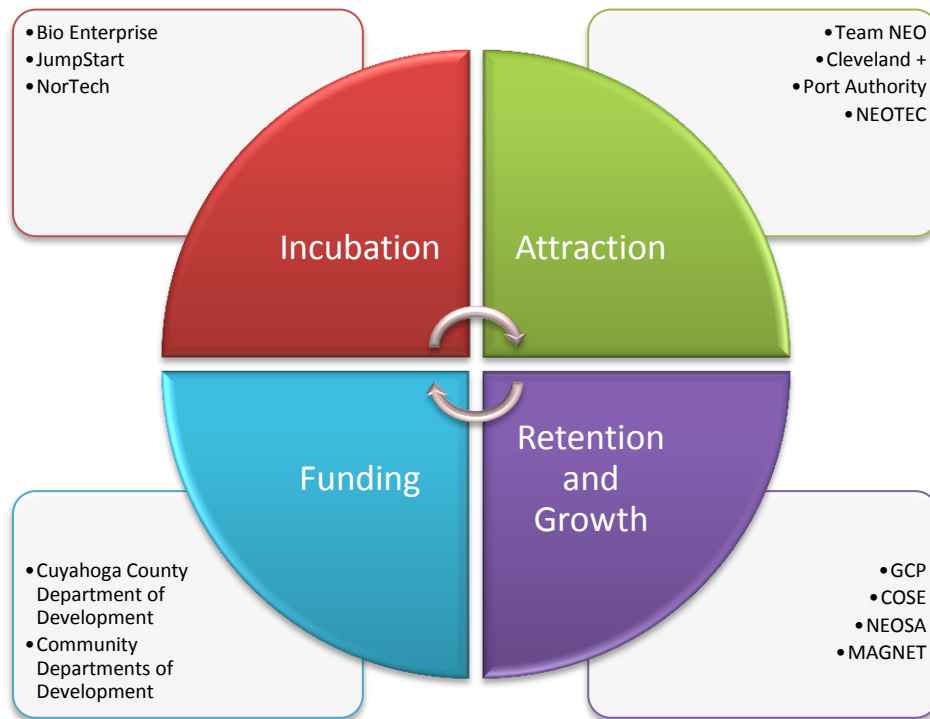 •Bio Enterprise
•JumpStart
•NorTech
•Team NEO
•Cleveland +
•Port Authority
•NEOTEC
Incubation
Attraction
Funding
Retention
and
Growth
•Cuyahoga County
Department of
Development
•Community
Departments of
Development
•GCP
•COSE
•NEOSA
•MAGNET